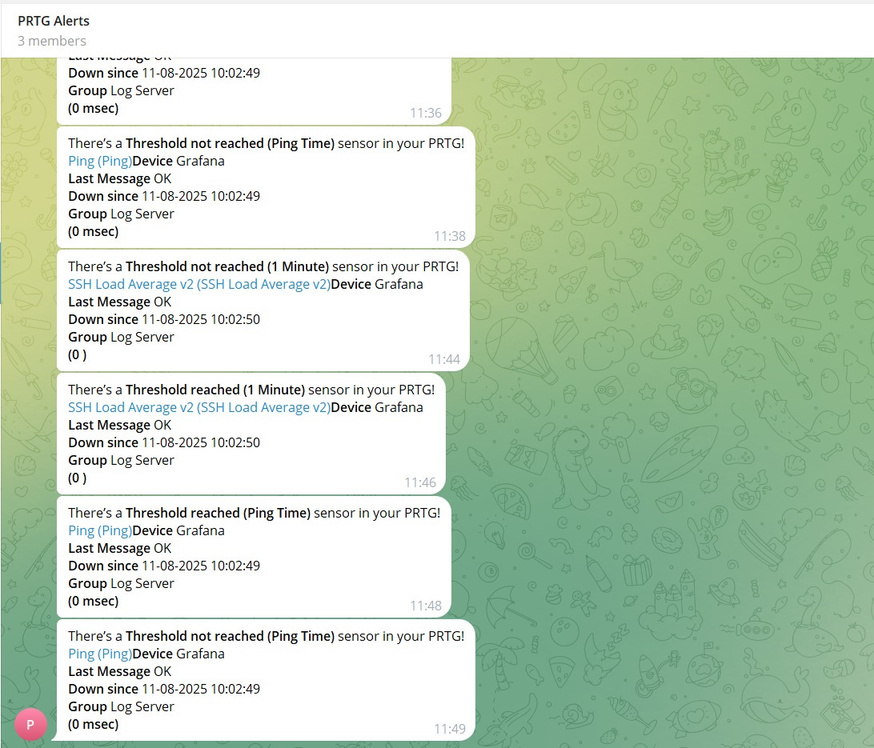 PRTG Alerts
3 members
Last Message OK
Down since 11-08-2025 10:02:49
Group Log Server
(0 msec)
11:36
There's a Threshold not reached (Ping Time) sensor in your PRTG!
Ping (Ping)Device Grafana
Last Message OK
Down since 11-08-2025 10:02:49
Group Log Server
(0 msec)
11:38
There's a Threshold not reached (1 Minute) sensor in your PRTG!
SSH Load Average v2 (SSH Load Average v2)Device Grafana
Last Message OK
Down since 11-08-2025 10:02:50
Group Log Server
(0 )
11:44
There's a Threshold reached (1 Minute) sensor in your PRTG!
SSH Load Average v2 (SSH Load Average v2)Device Grafana
Last Message OK
Down since 11-08-2025 10:02:50
Group Log Server
(0 )
11:46
There's a Threshold reached (Ping Time) sensor in your PRTG!
Ping (Ping)Device Grafana
Last Message OK
Down since 11-08-2025 10:02:49
Group Log Server
(0 msec)
11:48
There's a Threshold not reached (Ping Time) sensor in your PRTG!
Ping (Ping)Device Grafana
Last Message OK
Down since 11-08-2025 10:02:49
Group Log Server
(0 msec)
11:49
P